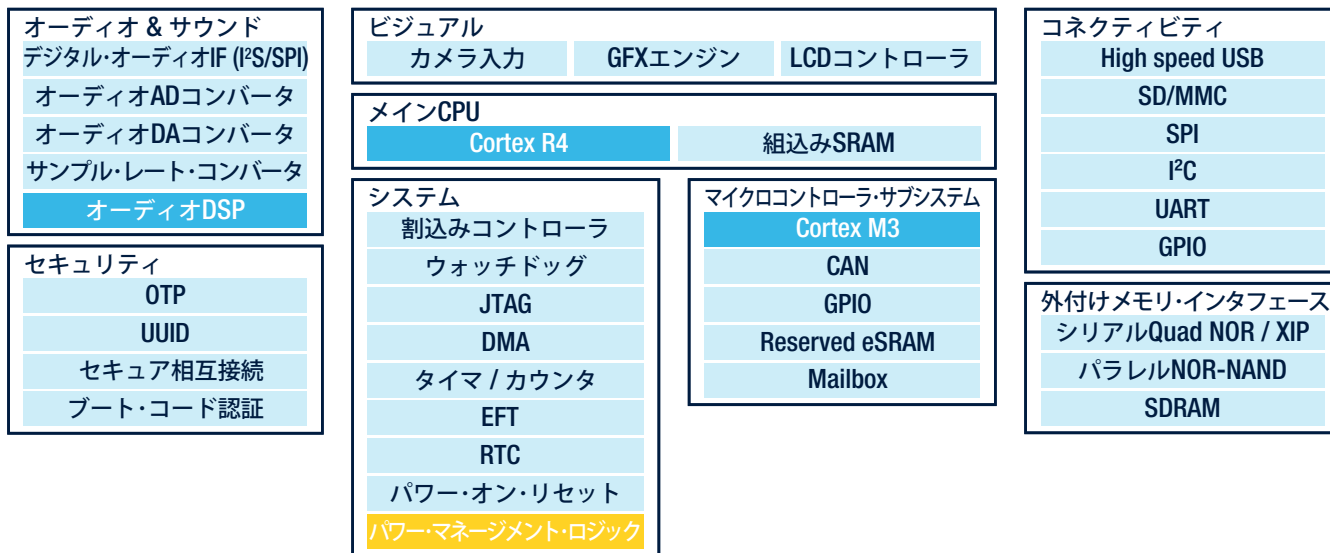 オーディオ & サウンド
デジタル・オーディオIF (I²S/SPI)
オーディオADコンバータ
オーディオDAコンバータ
サンプル・レート・コンバータ
オーディオDSP
セキュリティ
OTP
UUID
セキュア相互接続
ブート・コード認証
ビジュアル
カメラ入力
GFXエンジン
LCDコントローラ
メインCPU
Cortex R4
組込みSRAM
システム
割込みコントローラ
ウォッチドッグ
JTAG
DMA
タイマ / カウンタ
EFT
RTC
パワー・オン・リセット
パワー・マネージメント・ロジック
マイクロコントローラ・サブシステム
Cortex M3
CAN
GPIO
Reserved eSRAM
Mailbox
コネクティビティ
High speed USB
SD/MMC
SPI
I²C
UART
GPIO
外付けメモリ・インタフェース
シリアルQuad NOR / XIP
パラレルNOR-NAND
SDRAM